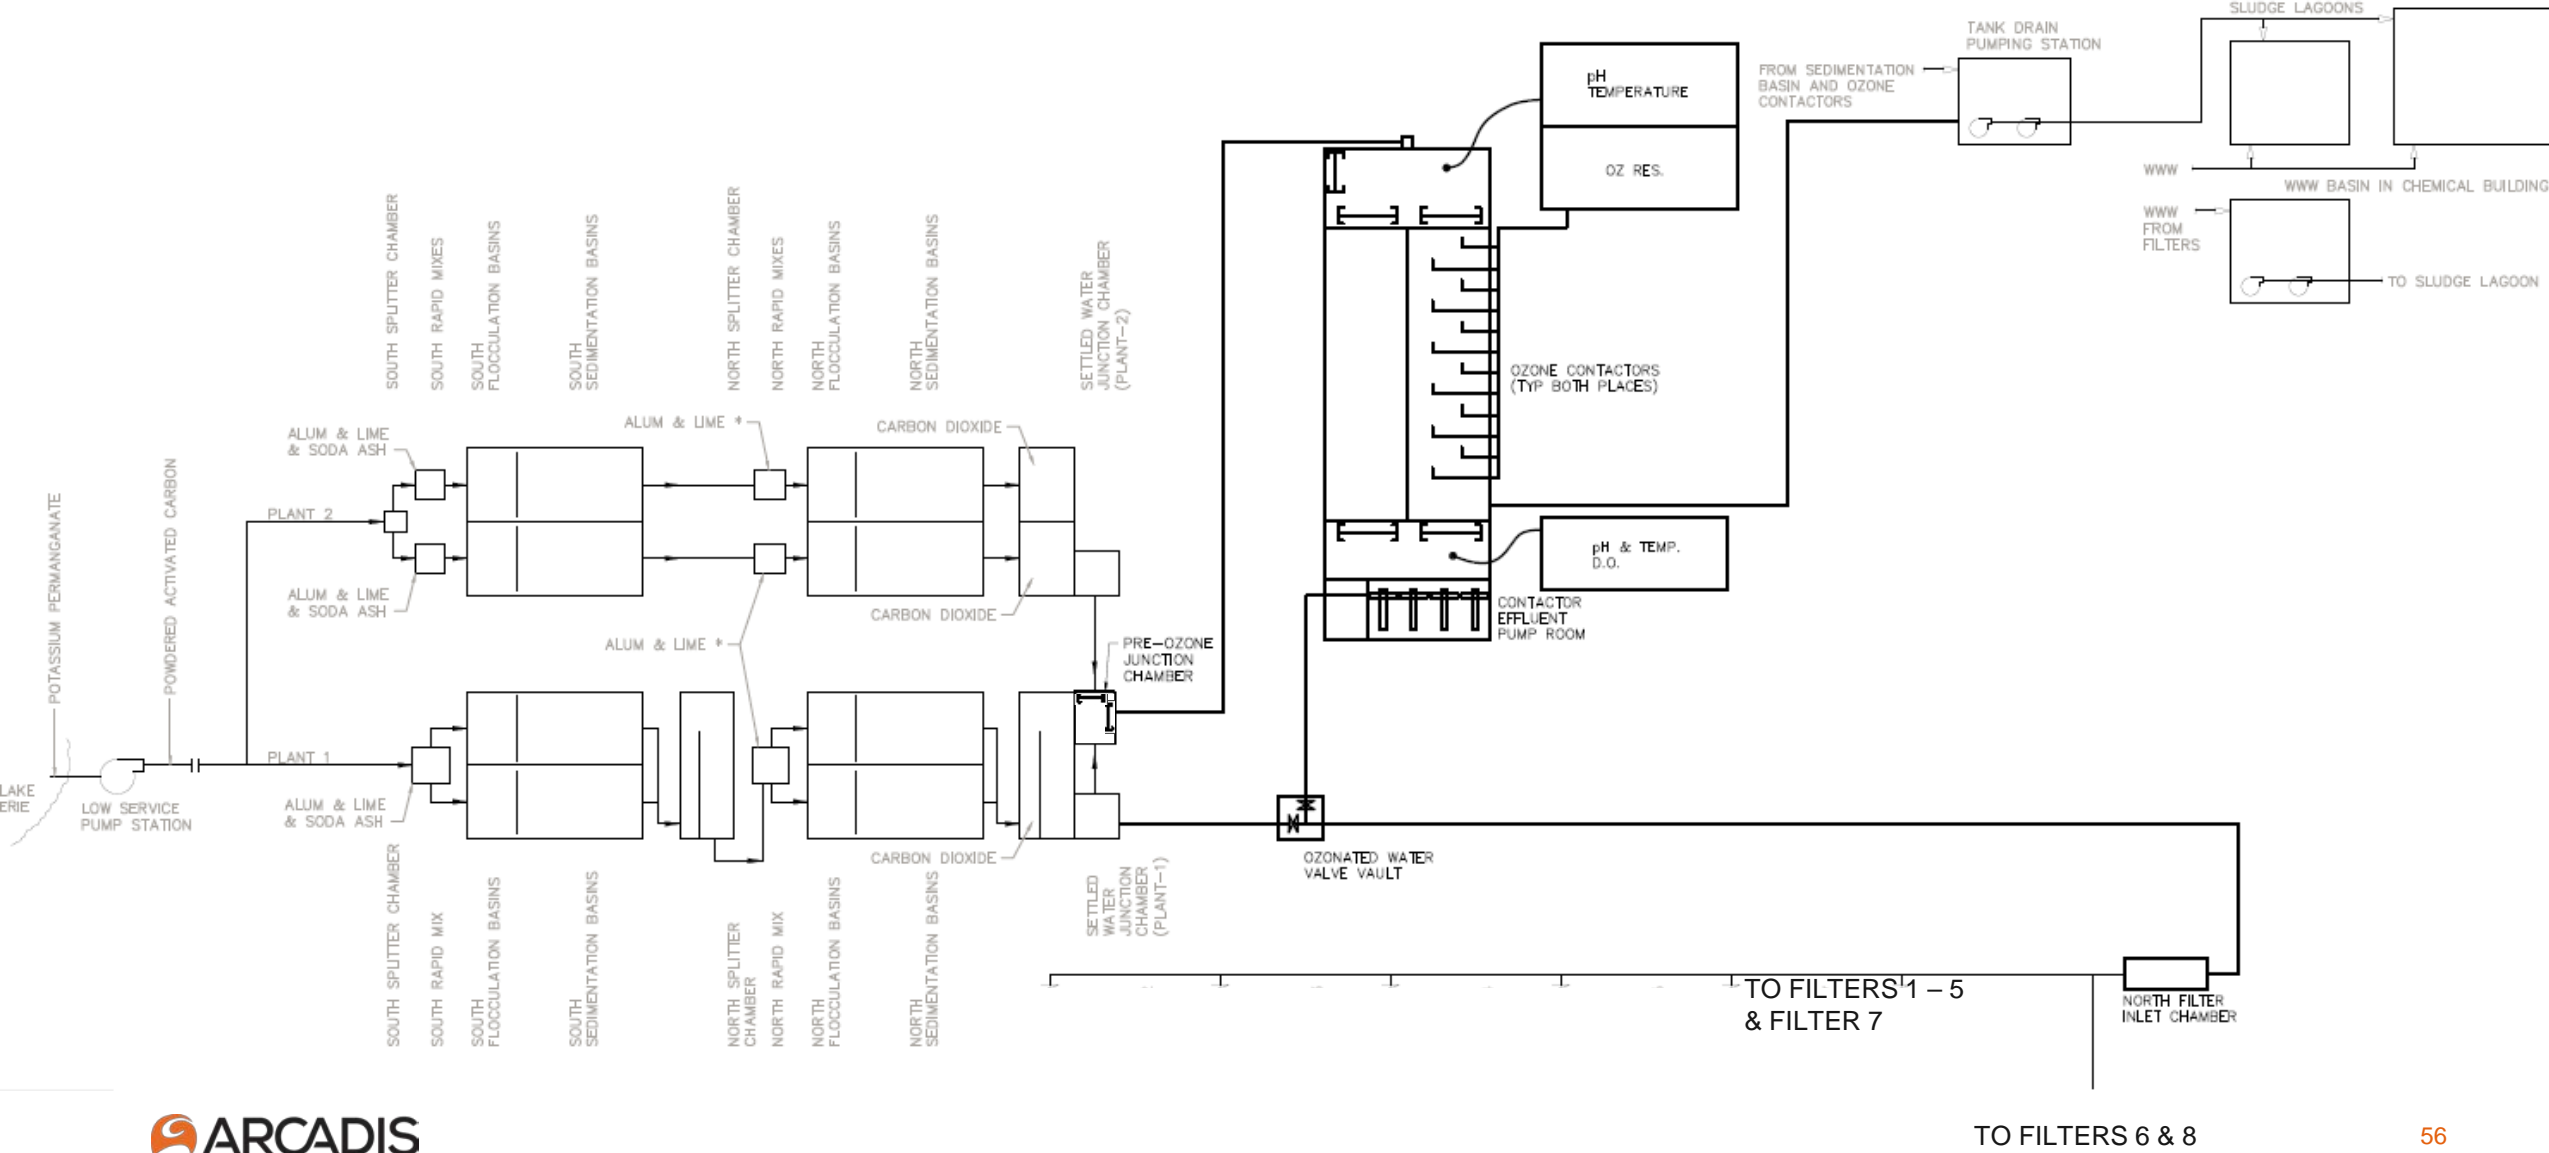 SLUDGE LAGOONS
TANK DRAIN
PUMPING STATION
FROM SEDIMENTATION
BASIN AND OZONE
CONTACTORS
WWW
WWW BASIN IN CHEMICAL BUILDING
WWW
FROM
FILTERS
TO SLUDGE LAGOON
pH
TEMPERATURE
OZ RES.
OZONE CONTACTORS
(TYP BOTH PLACES)
pH & TEMP.
D.O.
CONTACTOR
EFFLUENT
PUMP ROOM
SOUTH SPLITTER CHAMBER
SOUTH RAPID MIXES
SOUTH
FLOCCULATION BASINS
SOUTH
SEDIMENTATION BASINS
NORTH SPLITTER CHAMBER
NORTH RAPID MIXES
NORTH
FLOCCULATION BASINS
NORTH
SEDIMENTATION BASINS
SETTLED WATER
JUNCTION CHAMBER
(PLANT-2)
ALUM & LIME
& SODA ASH
ALUM & LIME *
CARBON DIOXIDE
POTASSIUM PERMANGANATE
POWDERED ACTIVATED CARBON
PLANT 2
ALUM & LIME
& SODA ASH
CARBON DIOXIDE
ALUM & LIME *
PRE-OZONE
JUNCTION
CHAMBER
PLANT 1
LAKE
ERIE
LOW SERVICE
PUMP STATION
ALUM & LIME
& SODA ASH
CARBON DIOXIDE
OZONATED WATER
VALVE VAULT
SOUTH SPLITTER CHAMBER
SOUTH RAPID MIX
SOUTH
FLOCCULATION BASINS
SOUTH
SEDIMENTATION BASINS
NORTH SPLITTER
CHAMBER
NORTH RAPID MIX
NORTH
FLOCCULATION BASINS
NORTH
SEDIMENTATION BASINS
SETTLED
WATER
JUNCTION
CHAMBER
(PLANT-1)
TO FILTERS 1 – 5
& FILTER 7
NORTH FILTER
INLET CHAMBER
ARCADIS
TO FILTERS 6 & 8
56